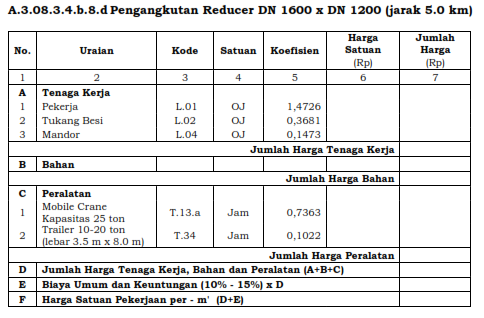 A.3.08.3.4.b.8.d Pengangkutan Reducer DN 1600 x DN 1200 (jarak 5.0 km)
No. Uraian Kode Satuan Koefisien Harga Satuan (Rp) Jumlah Harga (Rp)
1 2 3 4 5 6 7
A Tenaga Kerja
1 Pekerja L.01 OJ 1,4726
2 Tukang Besi L.02 OJ 0,3681
3 Mandor L.04 OJ 0,1473
Jumlah Harga Tenaga Kerja
B Bahan
Jumlah Harga Bahan
C Peralatan
1 Mobile Crane Kapasitas 25 ton T.13.a Jam 0,7363
2 Trailer 10-20 ton (lebar 3.5 m x 8.0 m) T.34 Jam 0,1022
Jumlah Harga Peralatan
D Jumlah Harga Tenaga Kerja, Bahan dan Peralatan (A+B+C)
E Biaya Umum dan Keuntungan (10% - 15%) x D
F Harga Satuan Pekerjaan per - m' (D+E)